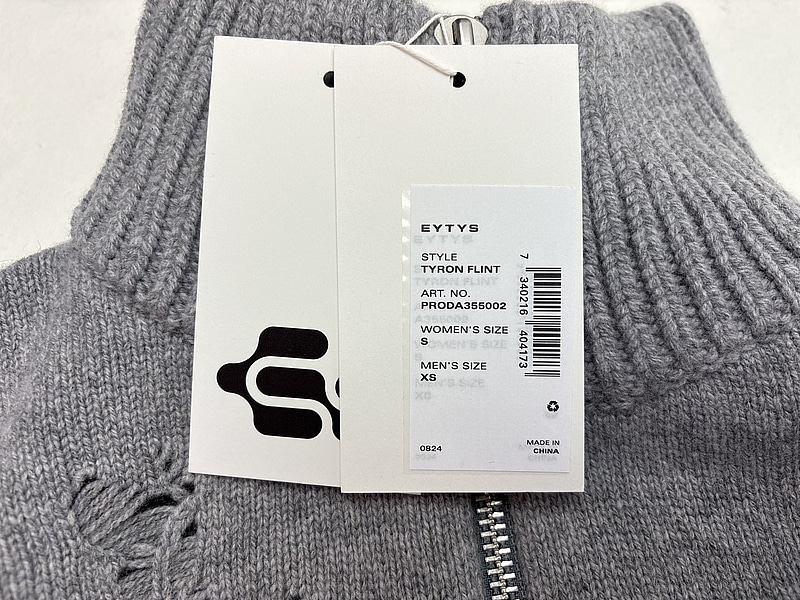 EYTYS
STYLE
TYRON FLINT
ART. NO.
PRODA355002
WOMEN'S SIZE
S
MEN'S SIZE
XS
7 340216 404173
0824
MADE IN
CHINA